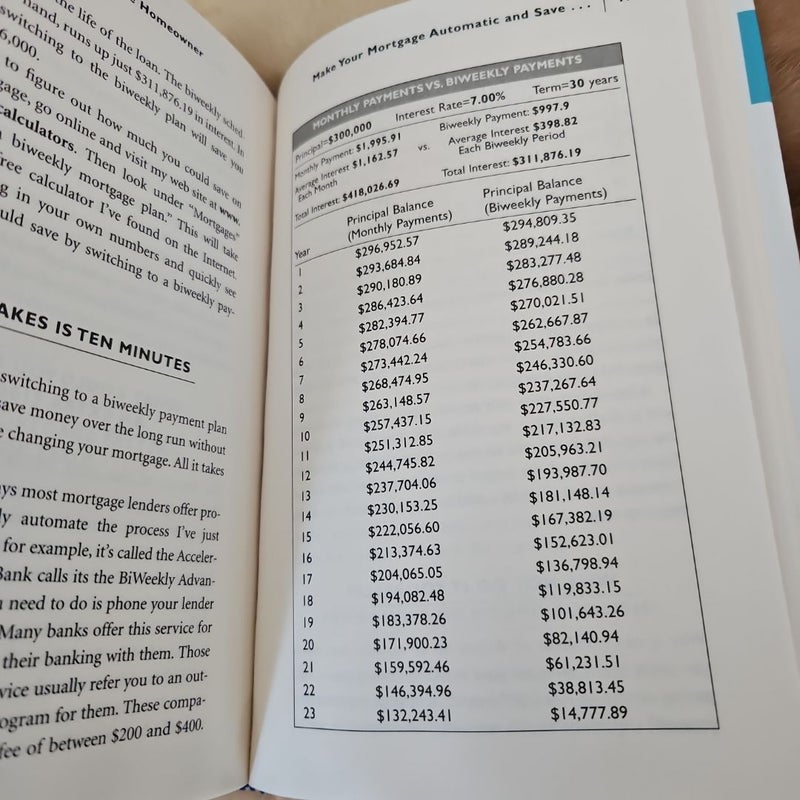 Homeowner
the life of the loan. The biweekly sched-
hand, runs up just $311,876.19 in interest. In
switching to the biweekly plan will save you
6,000.
to figure out how much you could save on
gage, go online and visit my web site at www.
calculators. Then look under "Mortgages"
biweekly mortgage plan." This will take
free calculator I've found on the Internet.
g in your own numbers and quickly see
uld save by switching to a biweekly pay-
AKES IS TEN MINUTES
switching to a biweekly payment plan
save money over the long run without
e changing your mortgage. All it takes
ys most mortgage lenders offer pro-
ly automate the process I've just
for example, it's called the Acceler-
Bank calls its the BiWeekly Advan-
need to do is phone your lender
Many banks offer this service for
their banking with them. Those
vice usually refer you to an out-
ogram for them. These compa-
fee of between $200 and $400.
Make Your Mortgage Automatic and Save . . . |
MONTHLY PAYMENTS VS. BIWEEKLY PAYMENTS
Principal=$300,000 Interest Rate=7.00% Term=30 years
Monthly Payment: $1,995.91 vs. Biweekly Payment: $997.9
Average Interest $1,162.57 Average Interest $398.82
Each Month Each Biweekly Period
Total Interest: $418,026.69 Total Interest: $311,876.19
Principal Balance Principal Balance
Year (Monthly Payments) (Biweekly Payments)
1 $296,952.57 $294,809.35
2 $293,684.84 $289,244.18
3 $290,180.89 $283,277.48
4 $286,423.64 $276,880.28
5 $282,394.77 $270,021.51
6 $278,074.66 $262,667.87
7 $273,442.24 $254,783.66
8 $268,474.95 $246,330.60
9 $263,148.57 $237,267.64
10 $257,437.15 $227,550.77
11 $251,312.85 $217,132.83
12 $244,745.82 $205,963.21
13 $237,704.06 $193,987.70
14 $230,153.25 $181,148.14
15 $222,056.60 $167,382.19
16 $213,374.63 $152,623.01
17 $204,065.05 $136,798.94
18 $194,082.48 $119,833.15
19 $183,378.26 $101,643.26
20 $171,900.23 $82,140.94
21 $159,592.46 $61,231.51
22 $146,394.96 $38,813.45
23 $132,243.41 $14,777.89